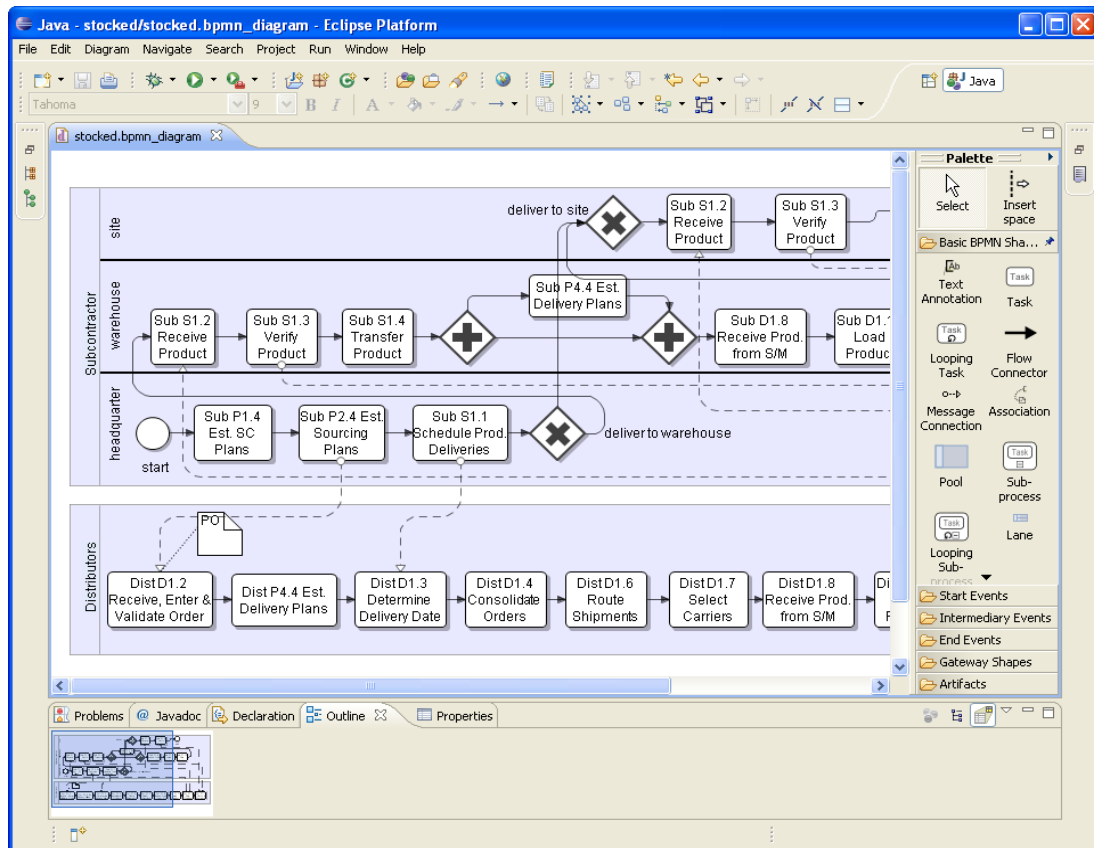 Java - stocked/stocked.bpmn_diagram - Eclipse Platform
File Edit Diagram Navigate Search Project Run Window Help
Java
Tahoma 9 B I A
stocked.bpmn_diagram
Palette
Select
Insert
space
Basic BPMN Sha...
Text
Annotation
Task
Task
Task
Looping
Task
Flow
Connector
Message
Connection
Association
Pool
Task
Sub-
process
Task
Looping
Sub-
process
Lane
Start Events
Intermediary Events
End Events
Gateway Shapes
Artifacts
Subcontractor
site
deliver to site
Sub S1.2
Receive
Product
Sub S1.3
Verify
Product
warehouse
Sub S1.2
Receive
Product
Sub S1.3
Verify
Product
Sub S1.4
Transfer
Product
Sub P4.4 Est.
Delivery Plans
Sub D1.8
Receive Prod.
from S/M
Sub D1.1
Load
Produc
headquarter
start
Sub P1.4
Est. SC
Plans
Sub P2.4 Est.
Sourcing
Plans
Sub S1.1
Schedule Prod.
Deliveries
deliver to warehouse
Distributors
PO
Dist D1.2
Receive, Enter &
Validate Order
Dist P4.4 Est.
Delivery Plans
Dist D1.3
Determine
Delivery Date
Dist D1.4
Consolidate
Orders
Dist D1.6
Route
Shipments
Dist D1.7
Select
Carriers
Dist D1.8
Receive Prod.
from S/M
Problems @ Javadoc Declaration Outline Properties